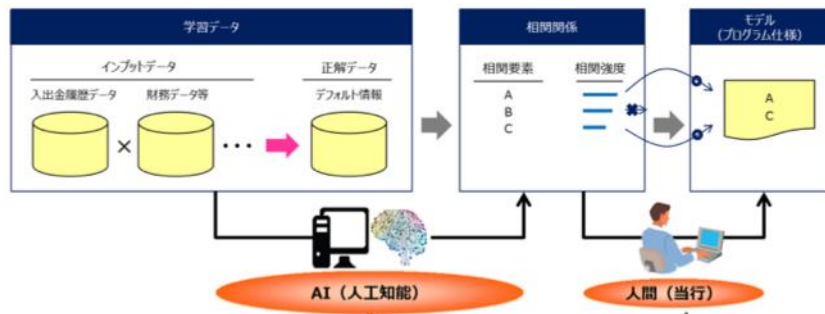 学習データ
インプットデータ
入出金履歴データ
財務データ等
×
・・・
正解データ
デフォルト情報
相関関係
相関要素
相関強度
A
B
C
モデル
(プログラム仕様)
A
C
AI（人工知能）
人間（当行）